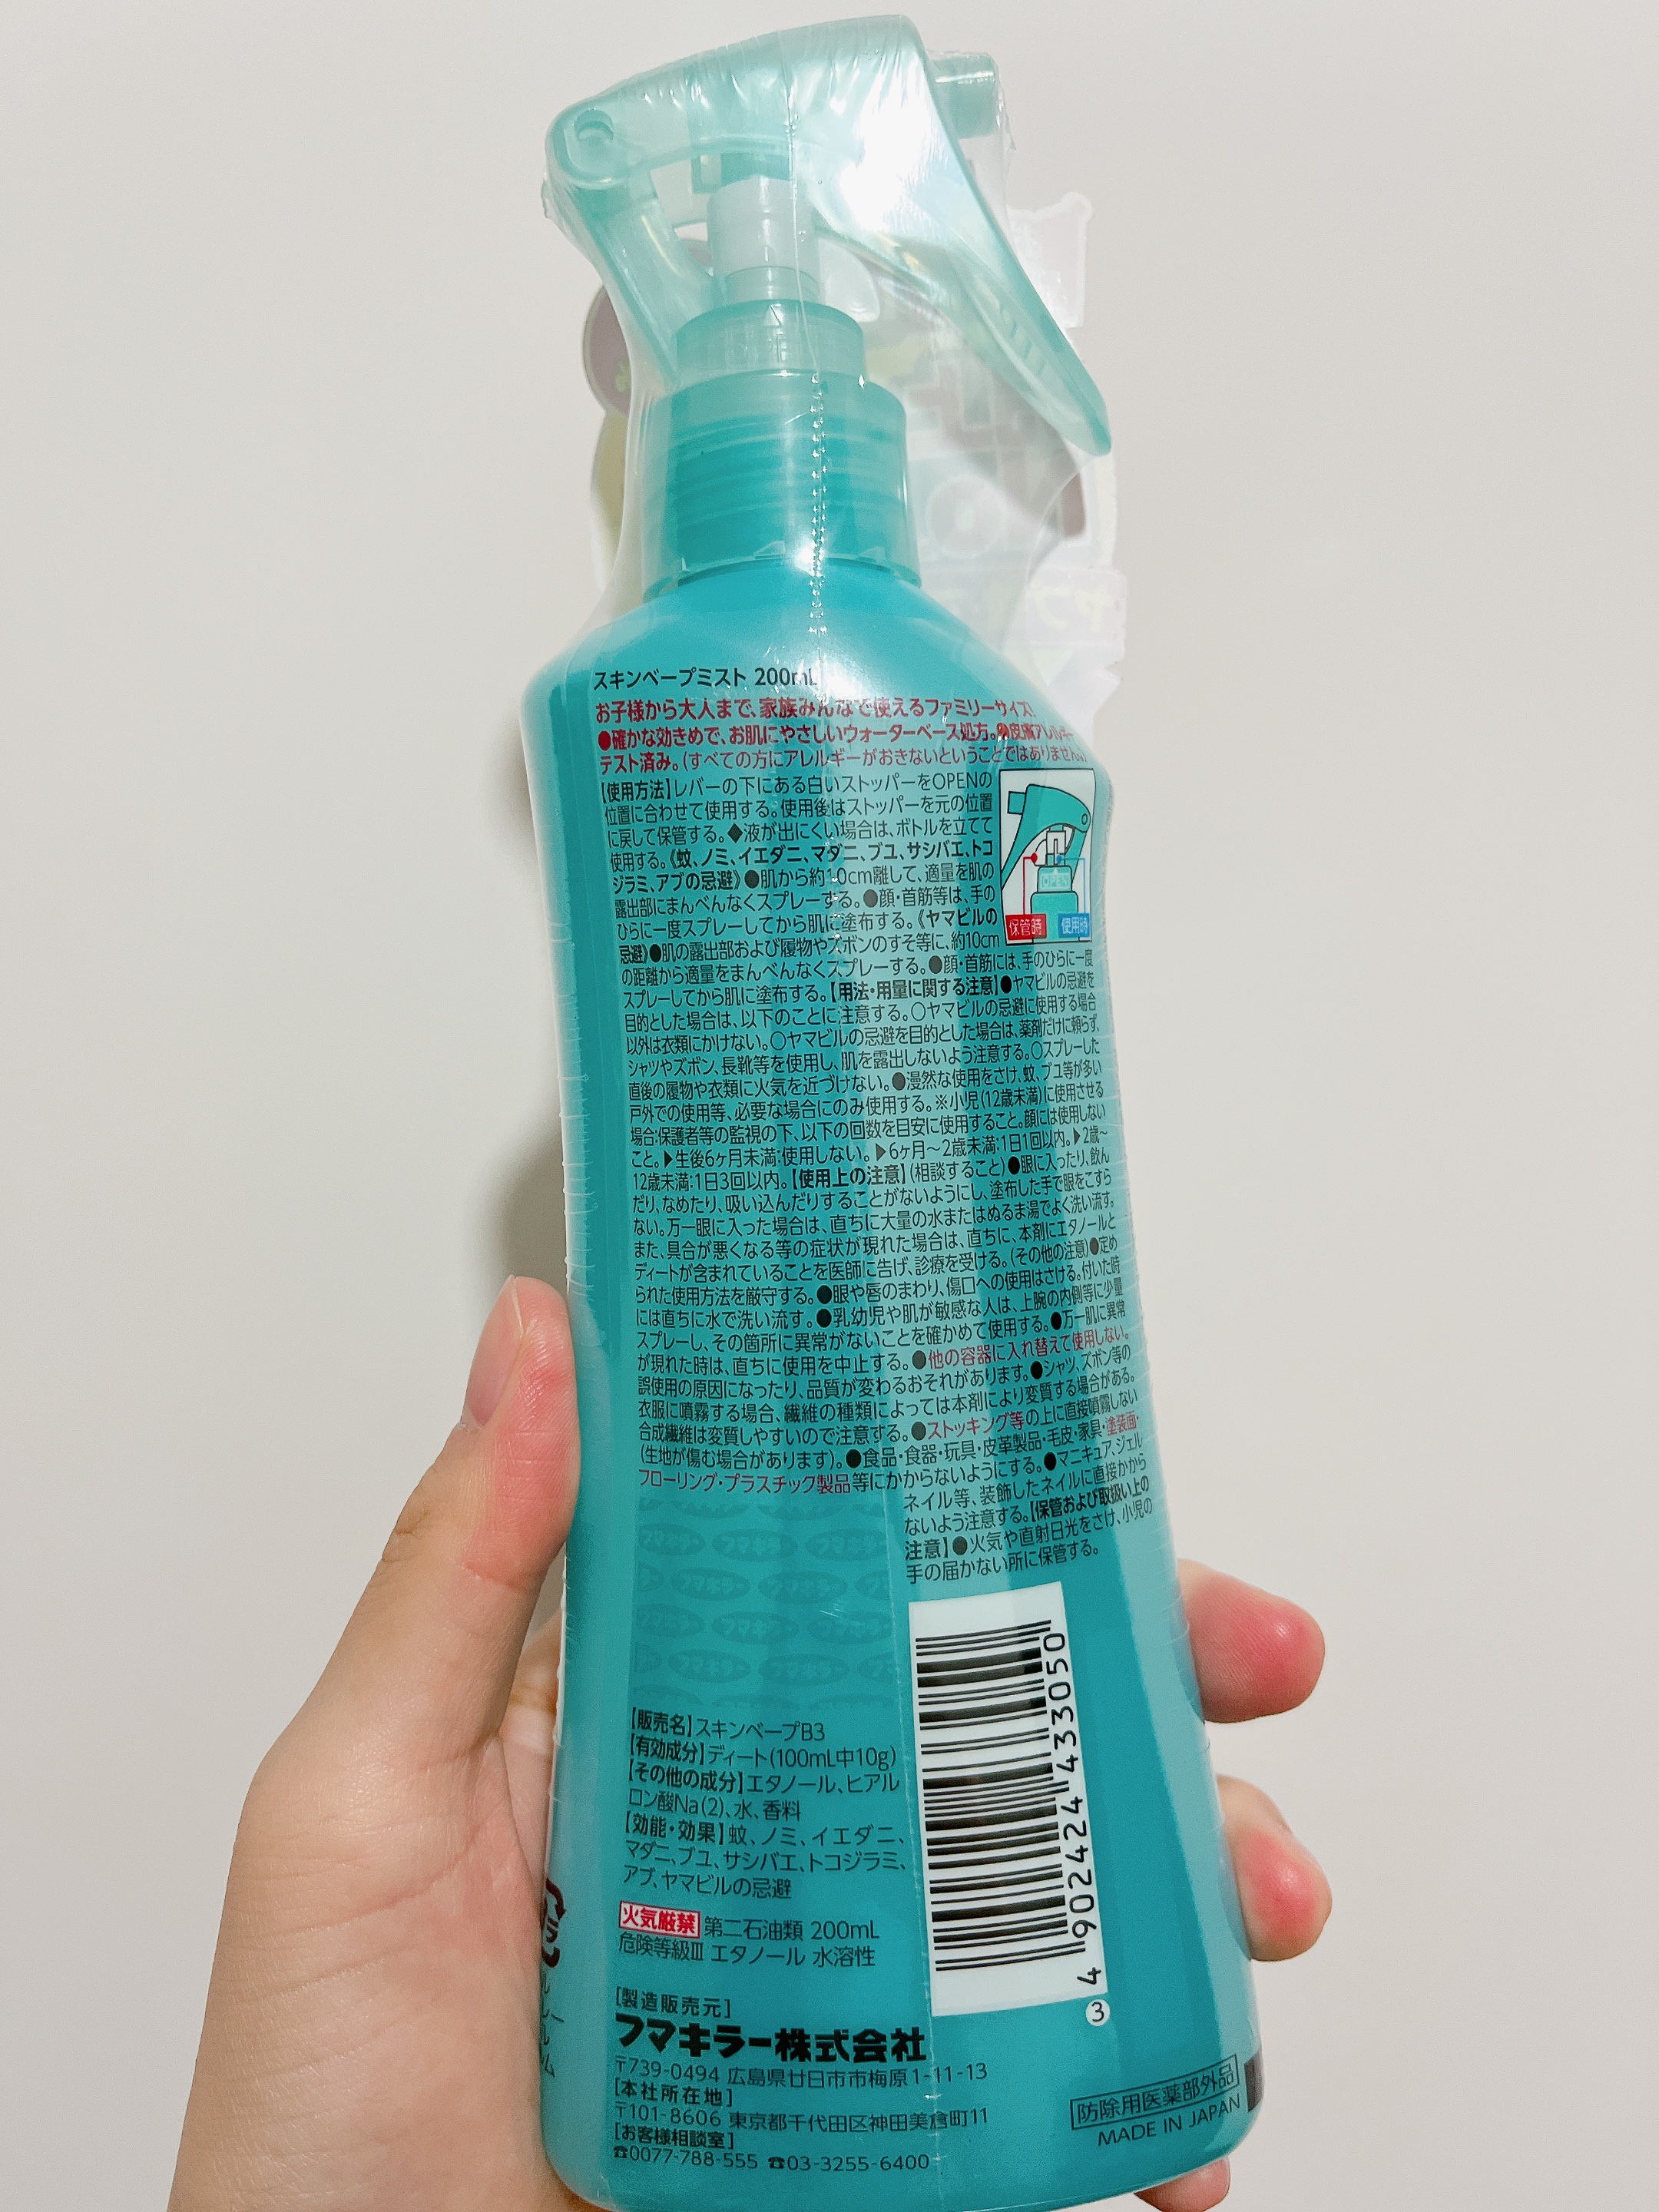 スキンベープミスト 200mL
お子様から大人まで、家族みんなで使えるファミリーサイズ!
●確かな効きめで、お肌にやさしいウォーターベース処方。●皮膚アレルギー
テスト済み。(すべての方にアレルギーがおきないということではありません。)
【使用方法】レバーの下にある白いストッパーをOPENの
位置に合わせて使用する。使用後はストッパーを元の位置
に戻して保管する。◆液が出にくい場合は、ボトルを立てて
使用する。《蚊、ノミ、イエダニ、マダニ、ブユ、サシバエ、トコ
ジラミ、アブの忌避》●肌から約10cm離して、適量を肌の
露出部にまんべんなくスプレーする。●顔・首筋等は、手の
ひらに一度スプレーしてから肌に塗布する。《ヤマビルの
忌避》●肌の露出部および履物やズボンのすそ等に、約10cm
の距離から適量をまんべんなくスプレーする。●顔・首筋には、手のひらに一度
スプレーしてから肌に塗布する。【用法・用量に関する注意】●ヤマビルの忌避を
目的とした場合は、以下のことに注意する。○ヤマビルの忌避に使用する場合
以外は衣類にかけない。○ヤマビルの忌避を目的とした場合は、薬剤だけに頼らず、
シャツやズボン、長靴等を使用し、肌を露出しないよう注意する。○スプレーした
直後の履物や衣類に火気を近づけない。●漫然な使用をさけ、蚊、ブユ等が多い
戸外での使用等、必要な場合にのみ使用する。※小児(12歳未満)に使用させる
場合:保護者等の監視の下、以下の回数を目安に使用すること。顔には使用しない
こと。▶生後6ヶ月未満:使用しない。▶6ヶ月～2歳未満:1日1回以内。▶2歳～
12歳未満:1日3回以内。【使用上の注意】(相談すること)●眼に入ったり、飲ん
だり、なめたり、吸い込んだりすることがないようにし、塗布した手で眼をこすら
ない。万一眼に入った場合は、直ちに大量の水またはぬるま湯でよく洗い流す。
また、具合が悪くなる等の症状が現れた場合は、直ちに、本剤にエタノールと
ディートが含まれていることを医師に告げ、診療を受ける。(その他の注意)●定め
られた使用方法を厳守する。●眼や唇のまわり、傷口への使用はさける。付いた時
には直ちに水で洗い流す。●乳幼児や肌が敏感な人は、上腕の内側等に少量
スプレーし、その箇所に異常がないことを確かめて使用する。●万一肌に異常
が現れた時は、直ちに使用を中止する。●他の容器に入れ替えて使用しない。
誤使用の原因になったり、品質が変わるおそれがあります。●シャツ、ズボン等の
衣服に噴霧する場合、繊維の種類によっては本剤により変質する場合がある。
合成繊維は変質しやすいので注意する。●ストッキング等の上に直接噴霧しない
(生地が傷む場合があります)。●食品・食器・玩具・皮革製品・毛皮・家具・塗装面・
フローリング・プラスチック製品等にかからないようにする。●マニキュア、ジェル
ネイル等、装飾したネイルに直接かから
ないよう注意する。【保管および取扱い上の
注意】●火気や直射日光をさけ、小児の
手の届かない所に保管する。
OPEN
保管時 使用時
フマキラー フマキラー フマキラー
フマキラー フマキラー
フマキラー フマキラー フマキラー
フマキラー フマキラー
【販売名】スキンベープB3
【有効成分】ディート(100mL中10g)
【その他の成分】エタノール、ヒアル
ロン酸Na(2)、水、香料
【効能・効果】蚊、ノミ、イエダニ、
マダニ、ブユ、サシバエ、トコジラミ、
アブ、ヤマビルの忌避
火気厳禁 第二石油類 200mL
危険等級Ⅲ エタノール 水溶性
4 902424 433050
3
[製造販売元]
フマキラー株式会社
〒739-0494 広島県廿日市市梅原1-11-13
[本社所在地]
〒101-8606 東京都千代田区神田美倉町11
[お客様相談室]
☎0077-788-555 ☎03-3255-6400
防除用医薬部外品
MADE IN JAPAN